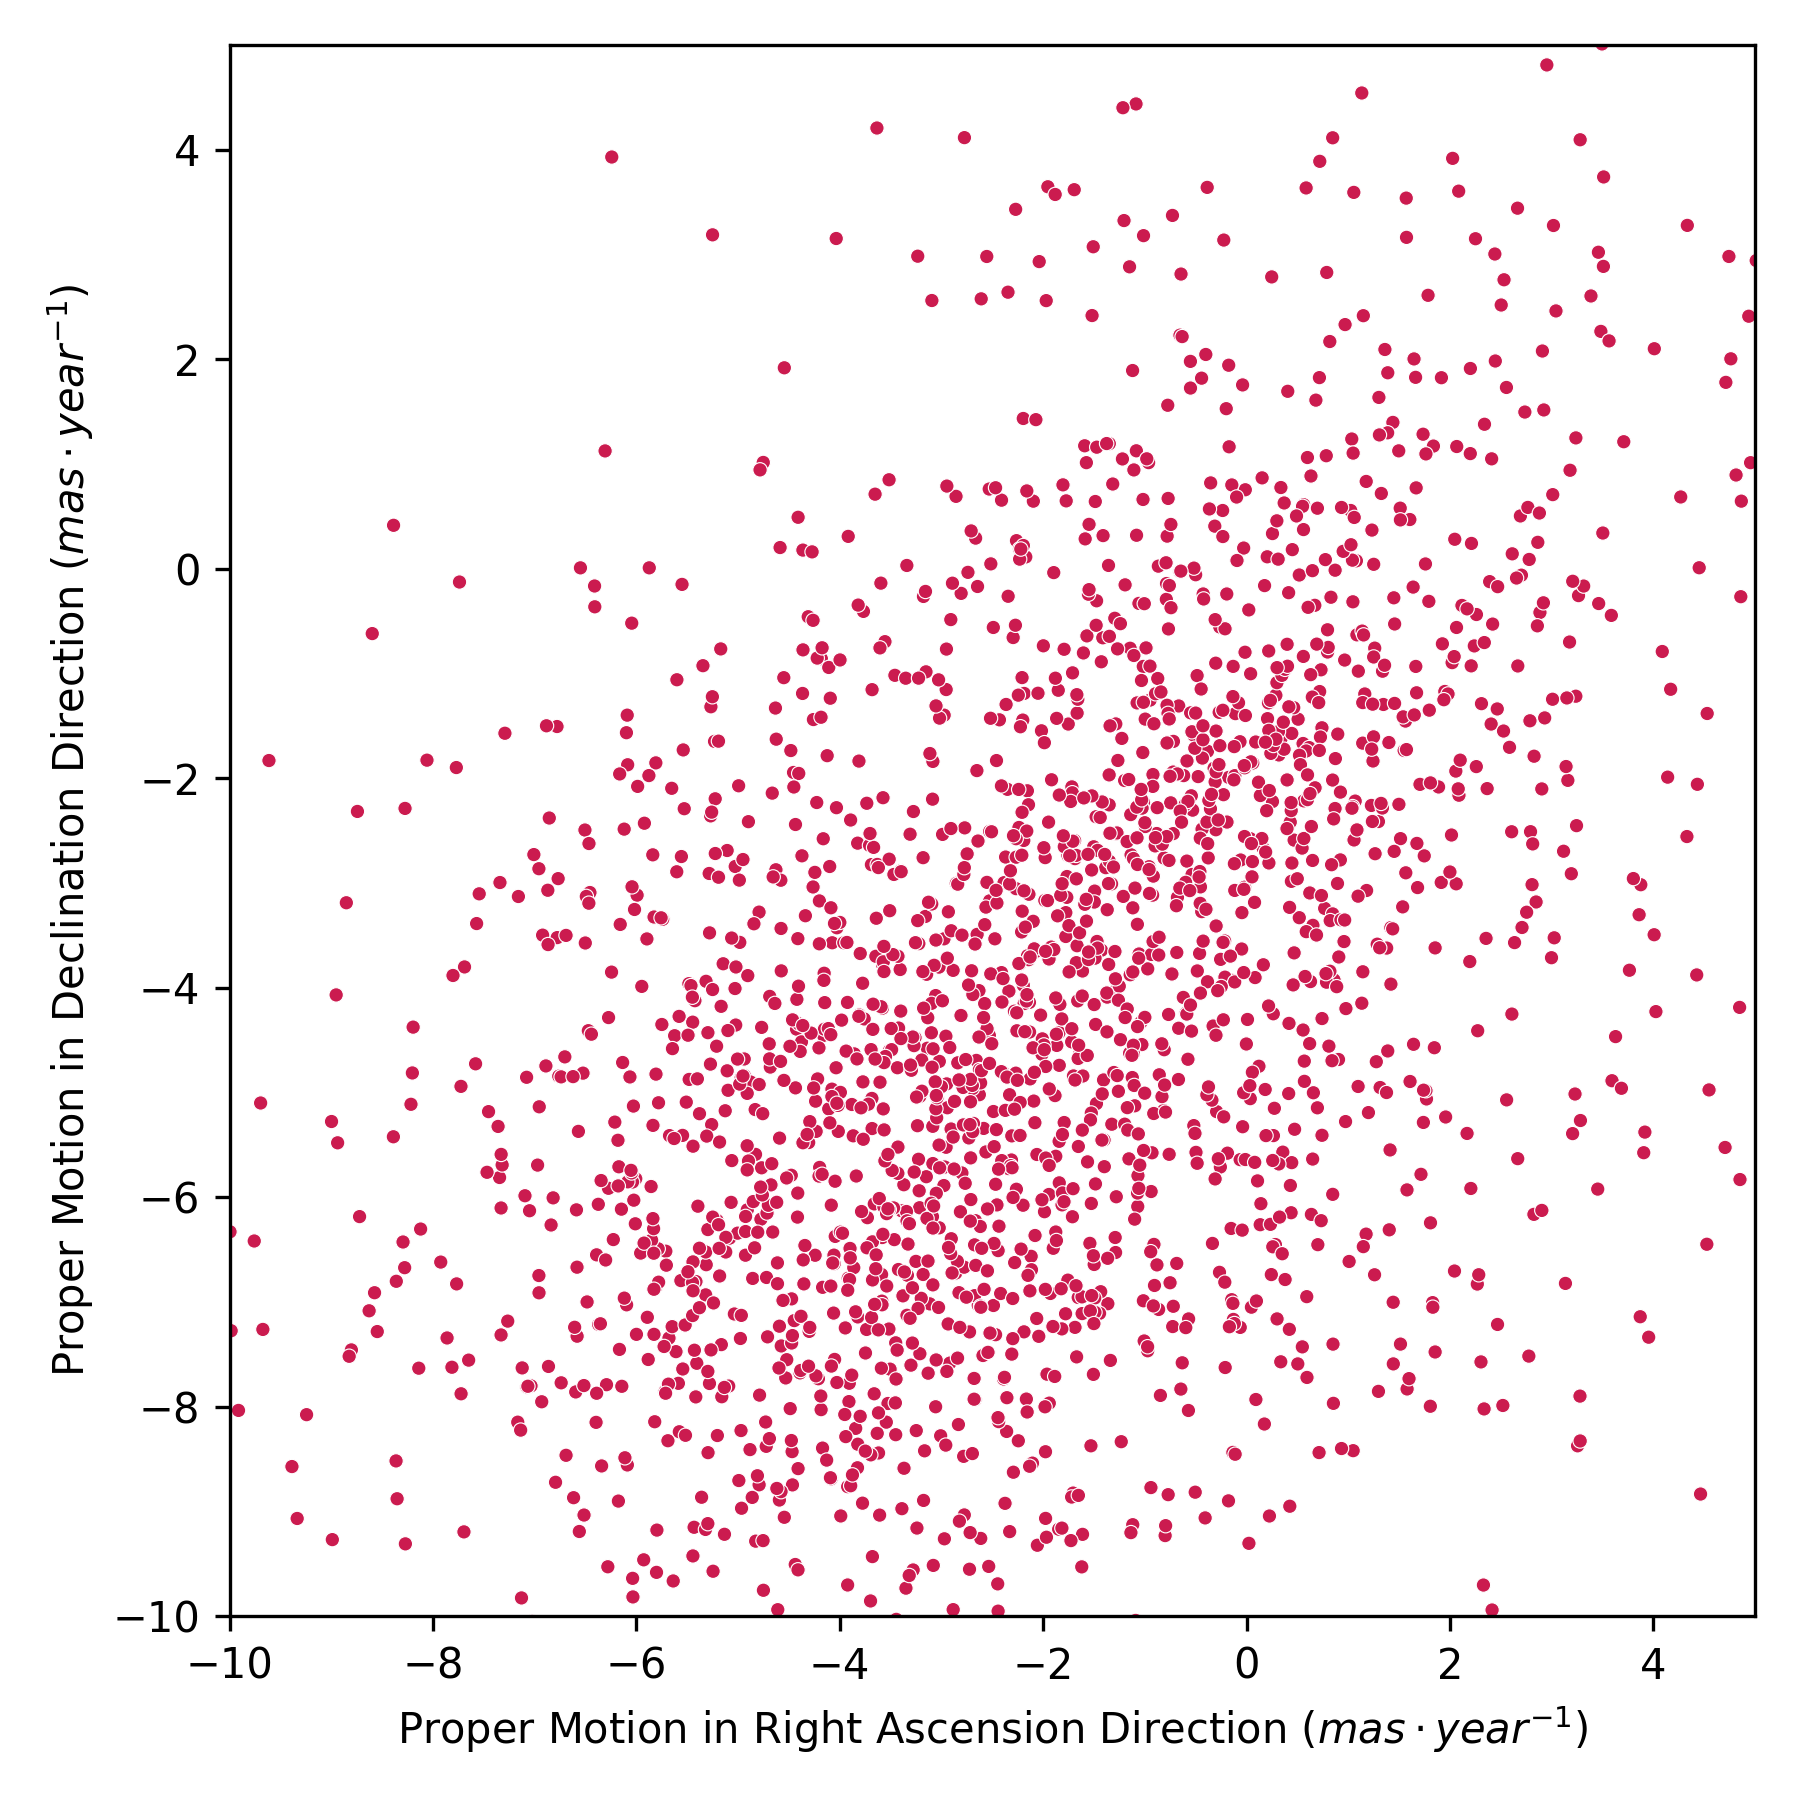 Proper Motion in Declination Direction (mas · year⁻¹)
4
2
0
−2
−4
−6
−8
−10
−10 −8 −6 −4 −2 0 2 4
Proper Motion in Right Ascension Direction (mas · year⁻¹)